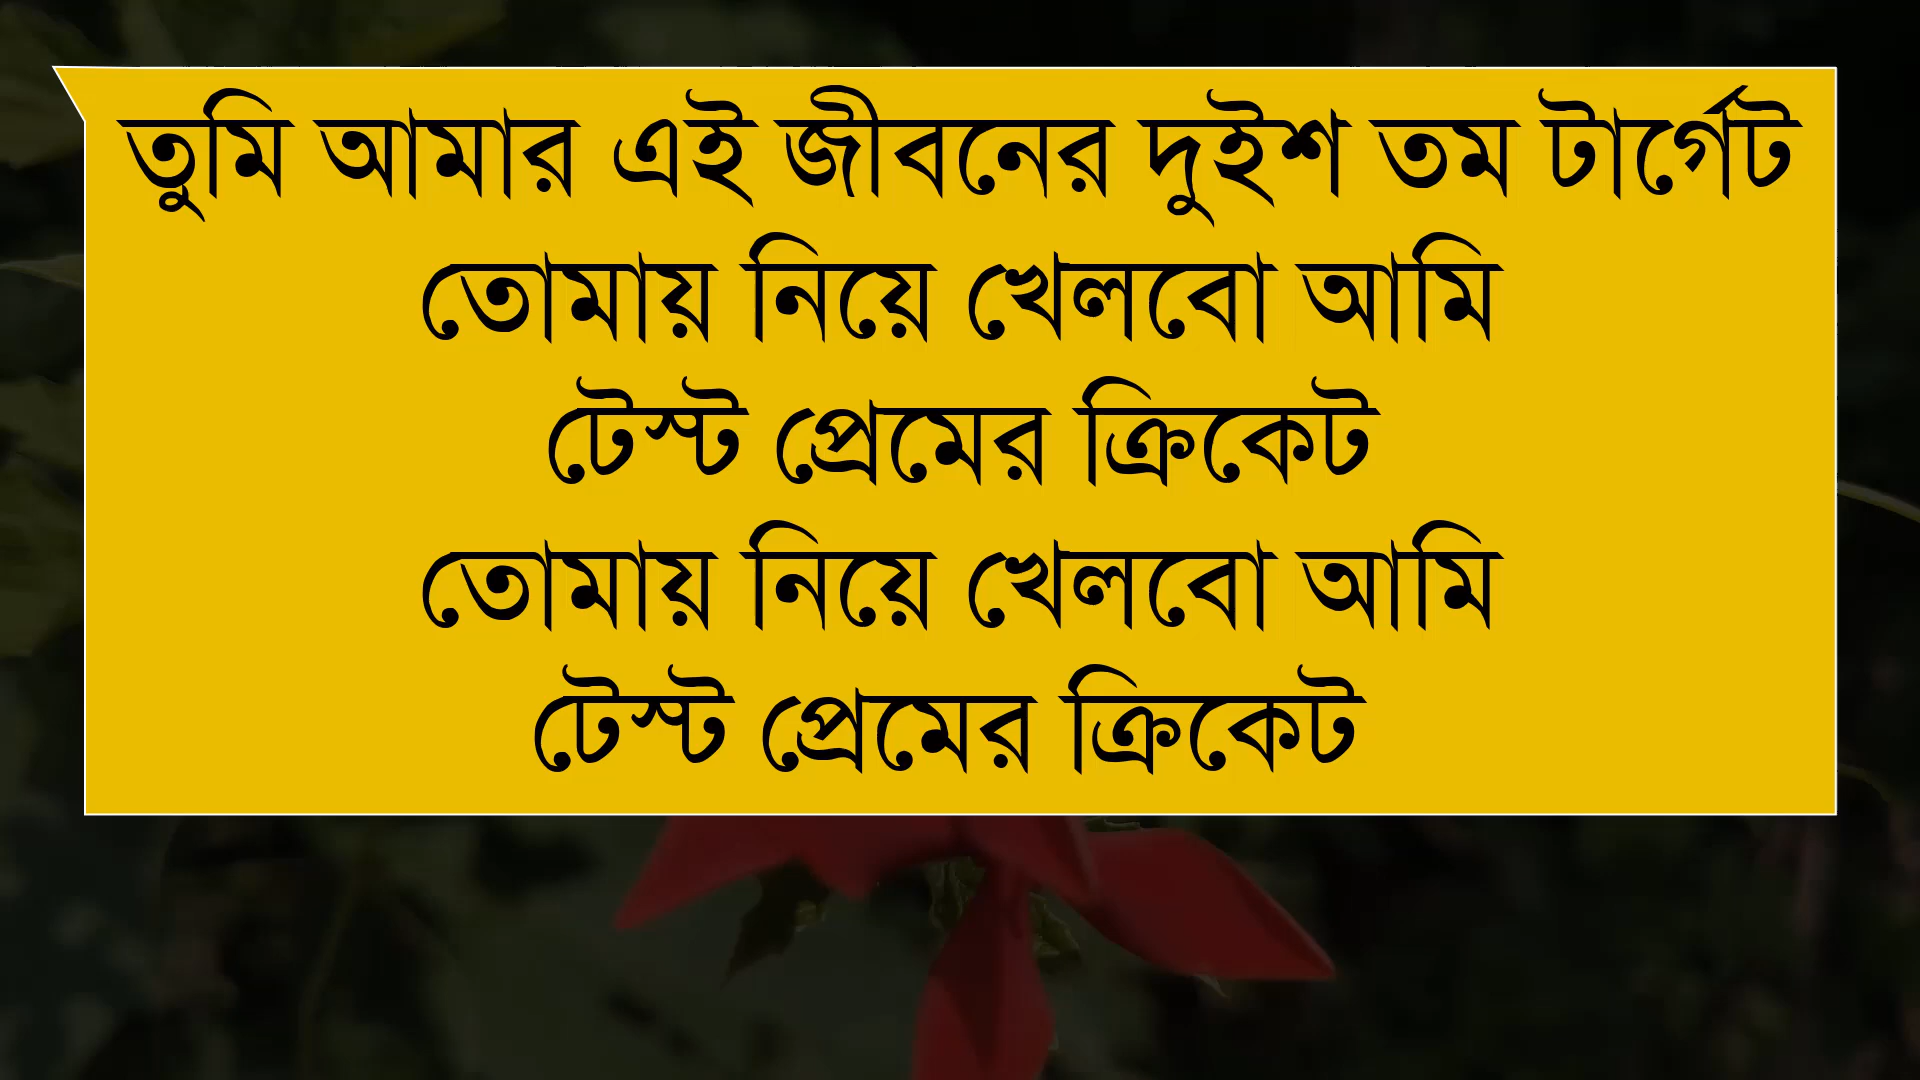 তুমি আমার এই জীবনের দুইশ তম টার্গেট
তোমায় নিয়ে খেলবো আমি
টেস্ট প্রেমের ক্রিকেট
তোমায় নিয়ে খেলবো আমি
টেস্ট প্রেমের ক্রিকেট